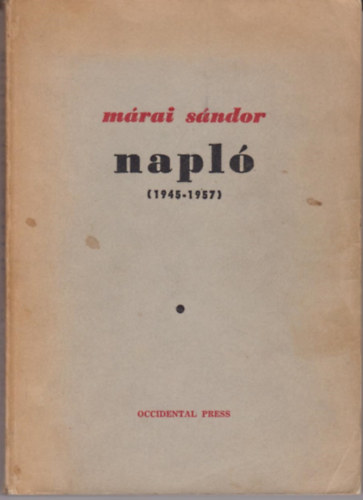 márai sándor
napló
(1945-1957)
OCCIDENTAL PRESS